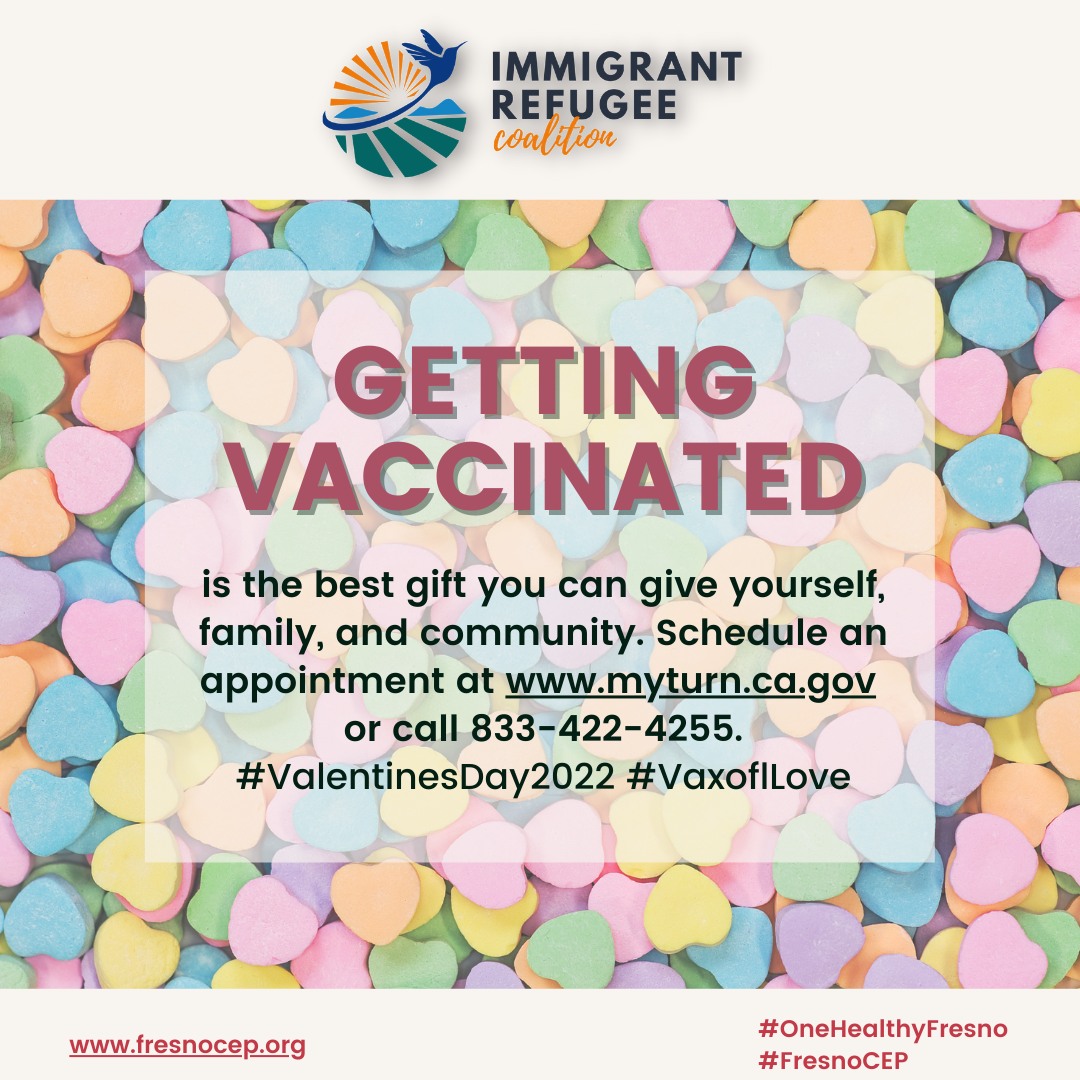 IMMIGRANT
REFUGEE
coalition
GETTING
VACCINATED
is the best gift you can give yourself,
family, and community. Schedule an
appointment at www.myturn.ca.gov
or call 833-422-4255.
#ValentinesDay2022 #VaxoflLove
www.fresnocep.org
#OneHealthyFresno
#FresnoCEP